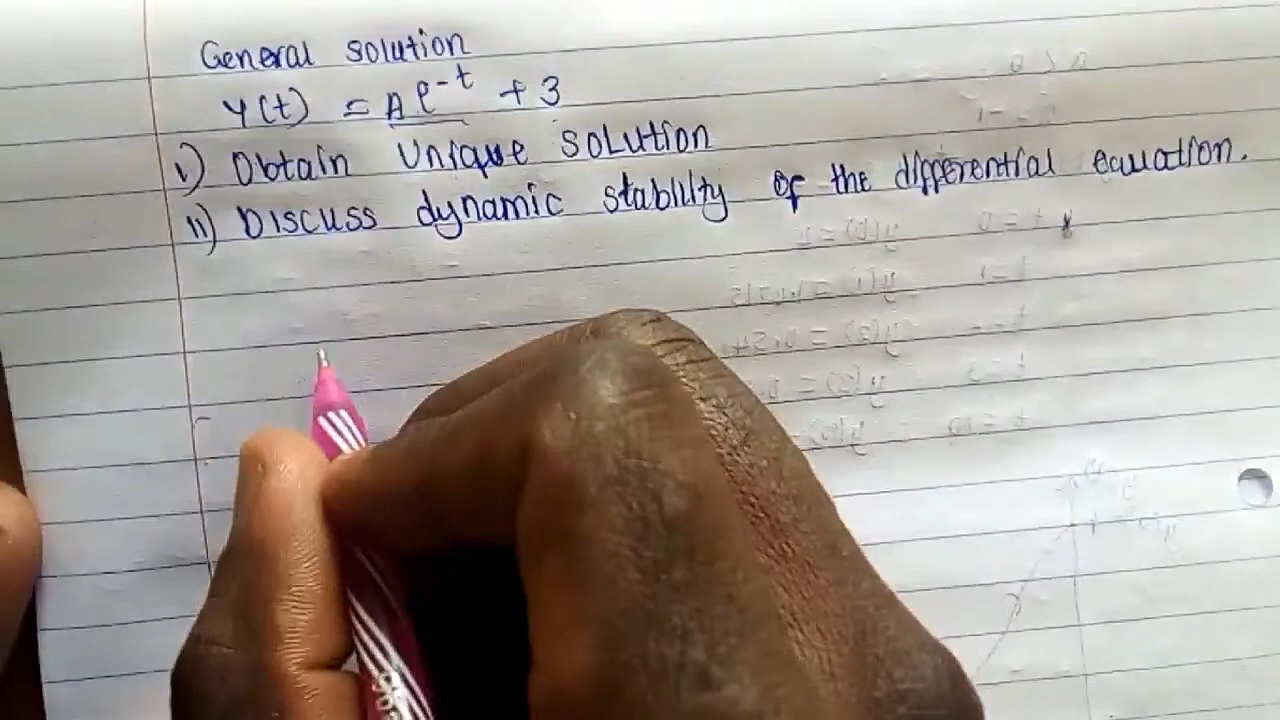 General solution
Y(t) = Ae^-t + 3
i) Obtain Unique solution
ii) Discuss dynamic stability of the differential equation.